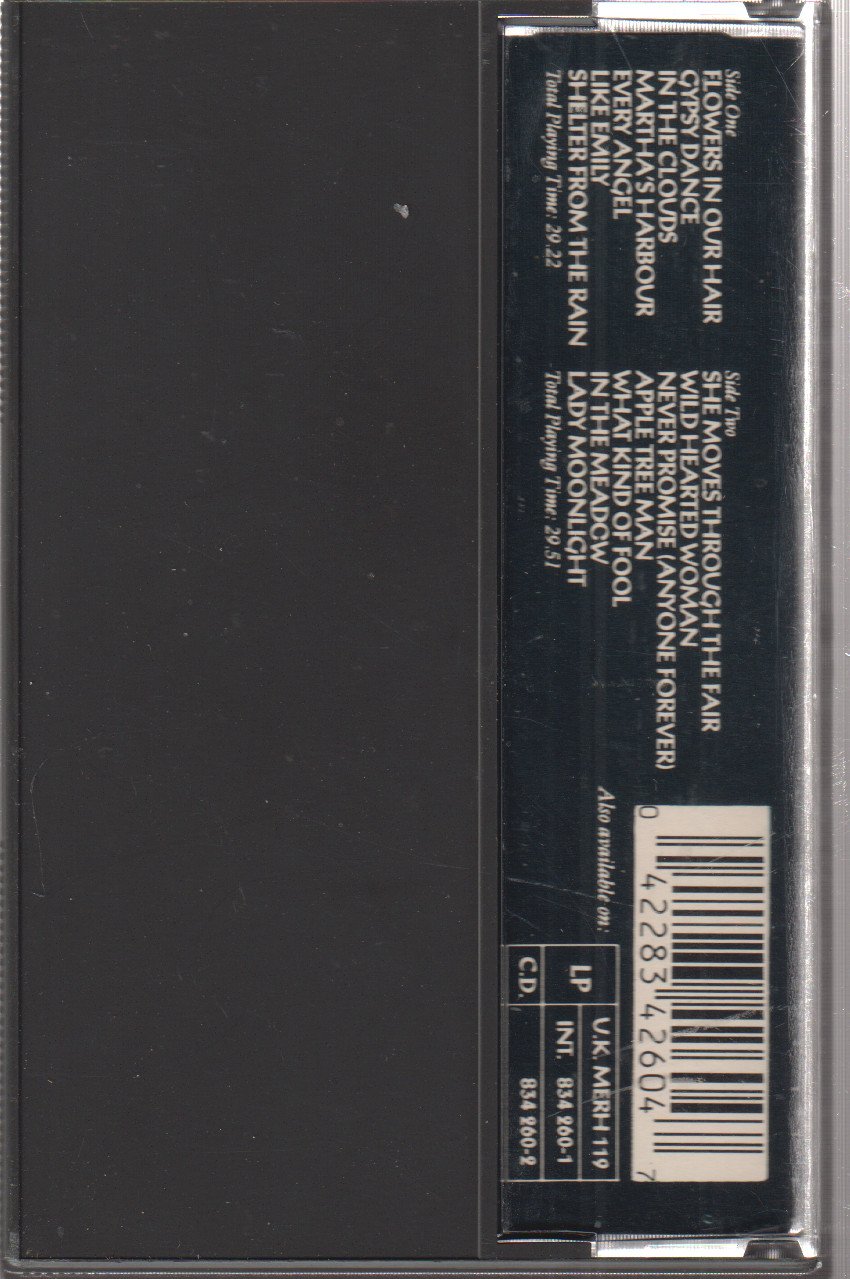 Side One
FLOWERS IN OUR HAIR
GYPSY DANCE
IN THE CLOUDS
MARTHA'S HARBOUR
EVERY ANGEL
LIKE EMILY
SHELTER FROM THE RAIN
Total Playing Time: 29.22
Side Two
SHE MOVES THROUGH THE FAIR
WILD HEARTED WOMAN
NEVER PROMISE (ANYONE FOREVER)
APPLE TREE MAN
WHAT KIND OF FOOL
IN THE MEADOW
LADY MOONLIGHT
Total Playing Time: 29.51
0 42283 42604 7
Also available on:
LP
U.K. MERH 119
INT. 834 260-1
C.D. 834 260-2